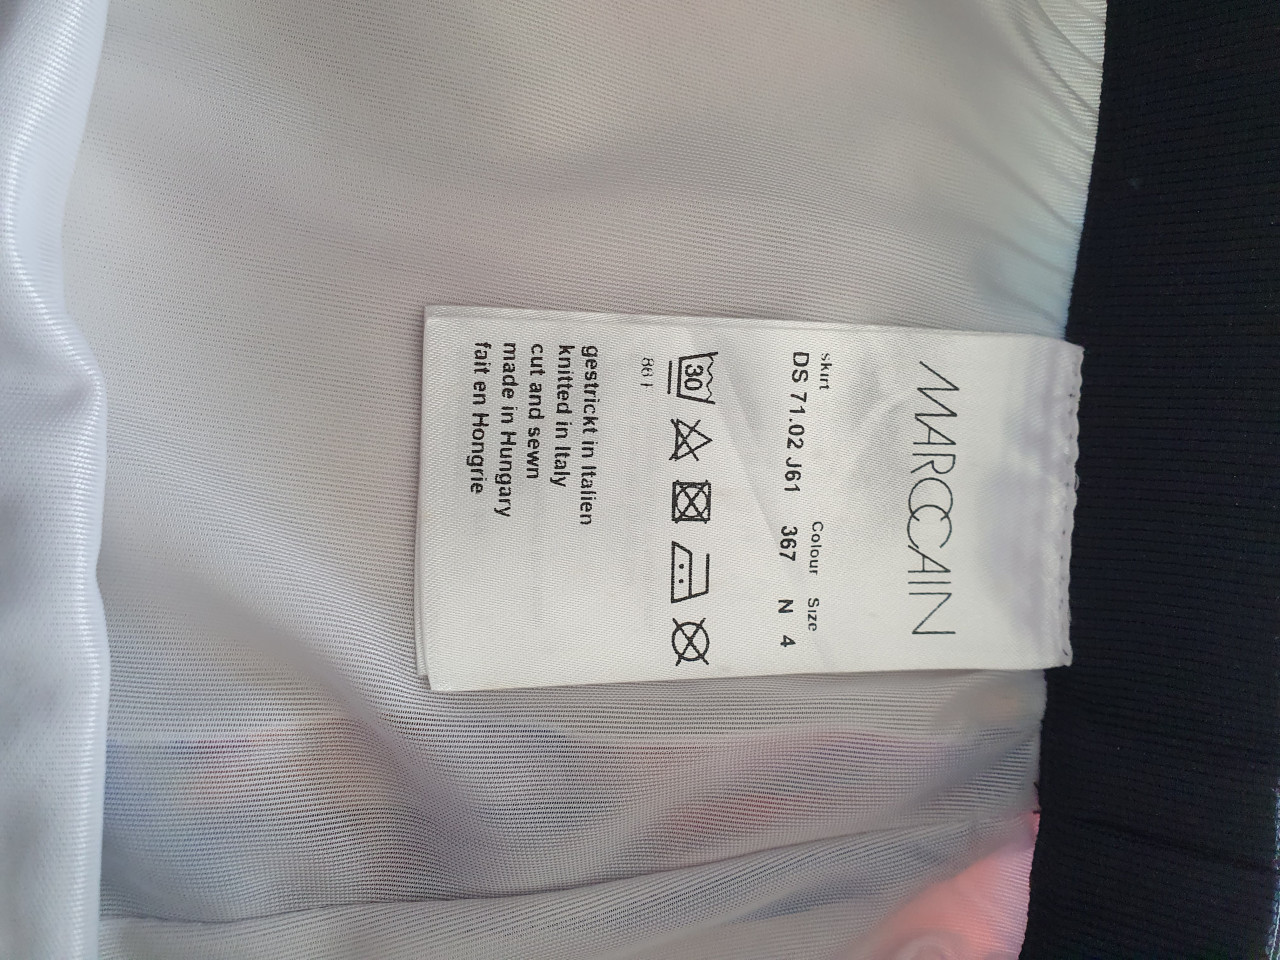 MARCCAIN
skirt Colour Size
DS 71.02 J61 367 N 4
30
gestrickt in Italien
knitted in Italy
cut and sewn
made in Hungary
fait en Hongrie